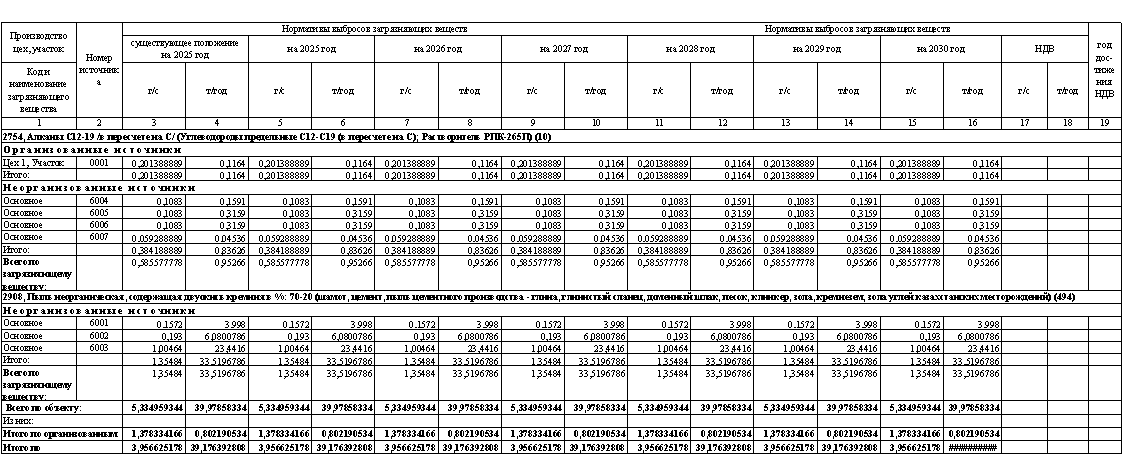 Производство цех, участок | Номер источника | Нормативы выбросов загрязняющих веществ | Нормативы выбросов загрязняющих веществ | год дос-тиже ния НДВ
существующее положение на 2025 год | на 2025 год | на 2026 год | на 2027 год | на 2028 год | на 2029 год | на 2030 год | НДВ
Код и наименование загрязняющего вещества | г/с | т/год | г/с | т/год | г/с | т/год | г/с | т/год | г/с | т/год | г/с | т/год | г/с | т/год | г/с | т/год
1 2 3 4 5 6 7 8 9 10 11 12 13 14 15 16 17 18 19
2754, Алканы С12-19 /в пересчете на С/ (Углеводороды предельные С12-С19 (в пересчете на С); Растворитель РПК-265П) (10)
Организованные источники
Цех 1, Участок 0001 0,201388889 0,1164 0,201388889 0,1164 0,201388889 0,1164 0,201388889 0,1164 0,201388889 0,1164 0,201388889 0,1164 0,201388889 0,1164
Итого: 0,201388889 0,1164 0,201388889 0,1164 0,201388889 0,1164 0,201388889 0,1164 0,201388889 0,1164 0,201388889 0,1164 0,201388889 0,1164
Неорганизованные источники
Основное 6004 0,1083 0,1591 0,1083 0,1591 0,1083 0,1591 0,1083 0,1591 0,1083 0,1591 0,1083 0,1591 0,1083 0,1591
Основное 6005 0,1083 0,3159 0,1083 0,3159 0,1083 0,3159 0,1083 0,3159 0,1083 0,3159 0,1083 0,3159 0,1083 0,3159
Основное 6006 0,1083 0,3159 0,1083 0,3159 0,1083 0,3159 0,1083 0,3159 0,1083 0,3159 0,1083 0,3159 0,1083 0,3159
Основное 6007 0,059288889 0,04536 0,059288889 0,04536 0,059288889 0,04536 0,059288889 0,04536 0,059288889 0,04536 0,059288889 0,04536 0,059288889 0,04536
Итого: 0,384188889 0,83626 0,384188889 0,83626 0,384188889 0,83626 0,384188889 0,83626 0,384188889 0,83626 0,384188889 0,83626 0,384188889 0,83626
Всего по загрязняющему веществу: 0,585577778 0,95266 0,585577778 0,95266 0,585577778 0,95266 0,585577778 0,95266 0,585577778 0,95266 0,585577778 0,95266 0,585577778 0,95266
2908, Пыль неорганическая, содержащая двуокись кремния в %: 70-20 (шамот, цемент, пыль цементного производства - глина, глинистый сланец, доменный шлак, песок, клинкер, зола, кремнезем, зола углей казахстанских месторождений) (494)
Неорганизованные источники
Основное 6001 0,1572 3,998 0,1572 3,998 0,1572 3,998 0,1572 3,998 0,1572 3,998 0,1572 3,998 0,1572 3,998
Основное 6002 0,193 6,0800786 0,193 6,0800786 0,193 6,0800786 0,193 6,0800786 0,193 6,0800786 0,193 6,0800786 0,193 6,0800786
Основное 6003 1,00464 23,4416 1,00464 23,4416 1,00464 23,4416 1,00464 23,4416 1,00464 23,4416 1,00464 23,4416 1,00464 23,4416
Итого: 1,35484 33,5196786 1,35484 33,5196786 1,35484 33,5196786 1,35484 33,5196786 1,35484 33,5196786 1,35484 33,5196786 1,35484 33,5196786
Всего по загрязняющему веществу: 1,35484 33,5196786 1,35484 33,5196786 1,35484 33,5196786 1,35484 33,5196786 1,35484 33,5196786 1,35484 33,5196786 1,35484 33,5196786
Всего по объекту: 5,334959344 39,97858334 5,334959344 39,97858334 5,334959344 39,97858334 5,334959344 39,97858334 5,334959344 39,97858334 5,334959344 39,97858334 5,334959344 39,97858334
Из них:
Итого по организованным 1,378334166 0,802190534 1,378334166 0,802190534 1,378334166 0,802190534 1,378334166 0,802190534 1,378334166 0,802190534 1,378334166 0,802190534 1,378334166 0,802190534
Итого по 3,956625178 39,176392808 3,956625178 39,176392808 3,956625178 39,176392808 3,956625178 39,176392808 3,956625178 39,176392808 3,956625178 39,176392808 3,956625178 ###########